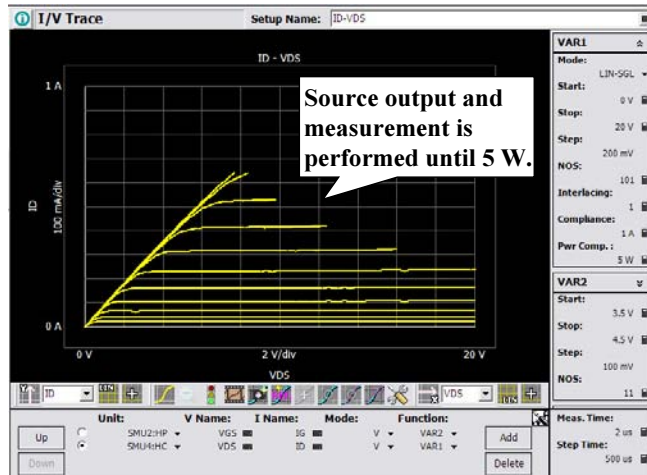 I/V Trace
Setup Name: ID-VDS
ID - VDS
1 A
Source output and
measurement is
performed until 5 W.
ID
100 mA/div
0 A
0 V
2 V/div
20 V
VDS
VAR1
Mode:
LIN-SGL
Start:
0 V
Stop:
20 V
Step:
200 mV
NOS:
101
Interlacing:
1
Compliance:
1 A
Pwr Comp.:
5 W
VAR2
Start:
3.5 V
Stop:
4.5 V
Step:
100 mV
NOS:
11
Y ID LIN X VDS LIN
Unit: V Name: I Name: Mode: Function:
Up SMU2:HP VGS IG V VAR2 Add
Down SMU4:HC VDS ID V VAR1 Delete
Meas. Time:
2 us
Step Time:
500 us